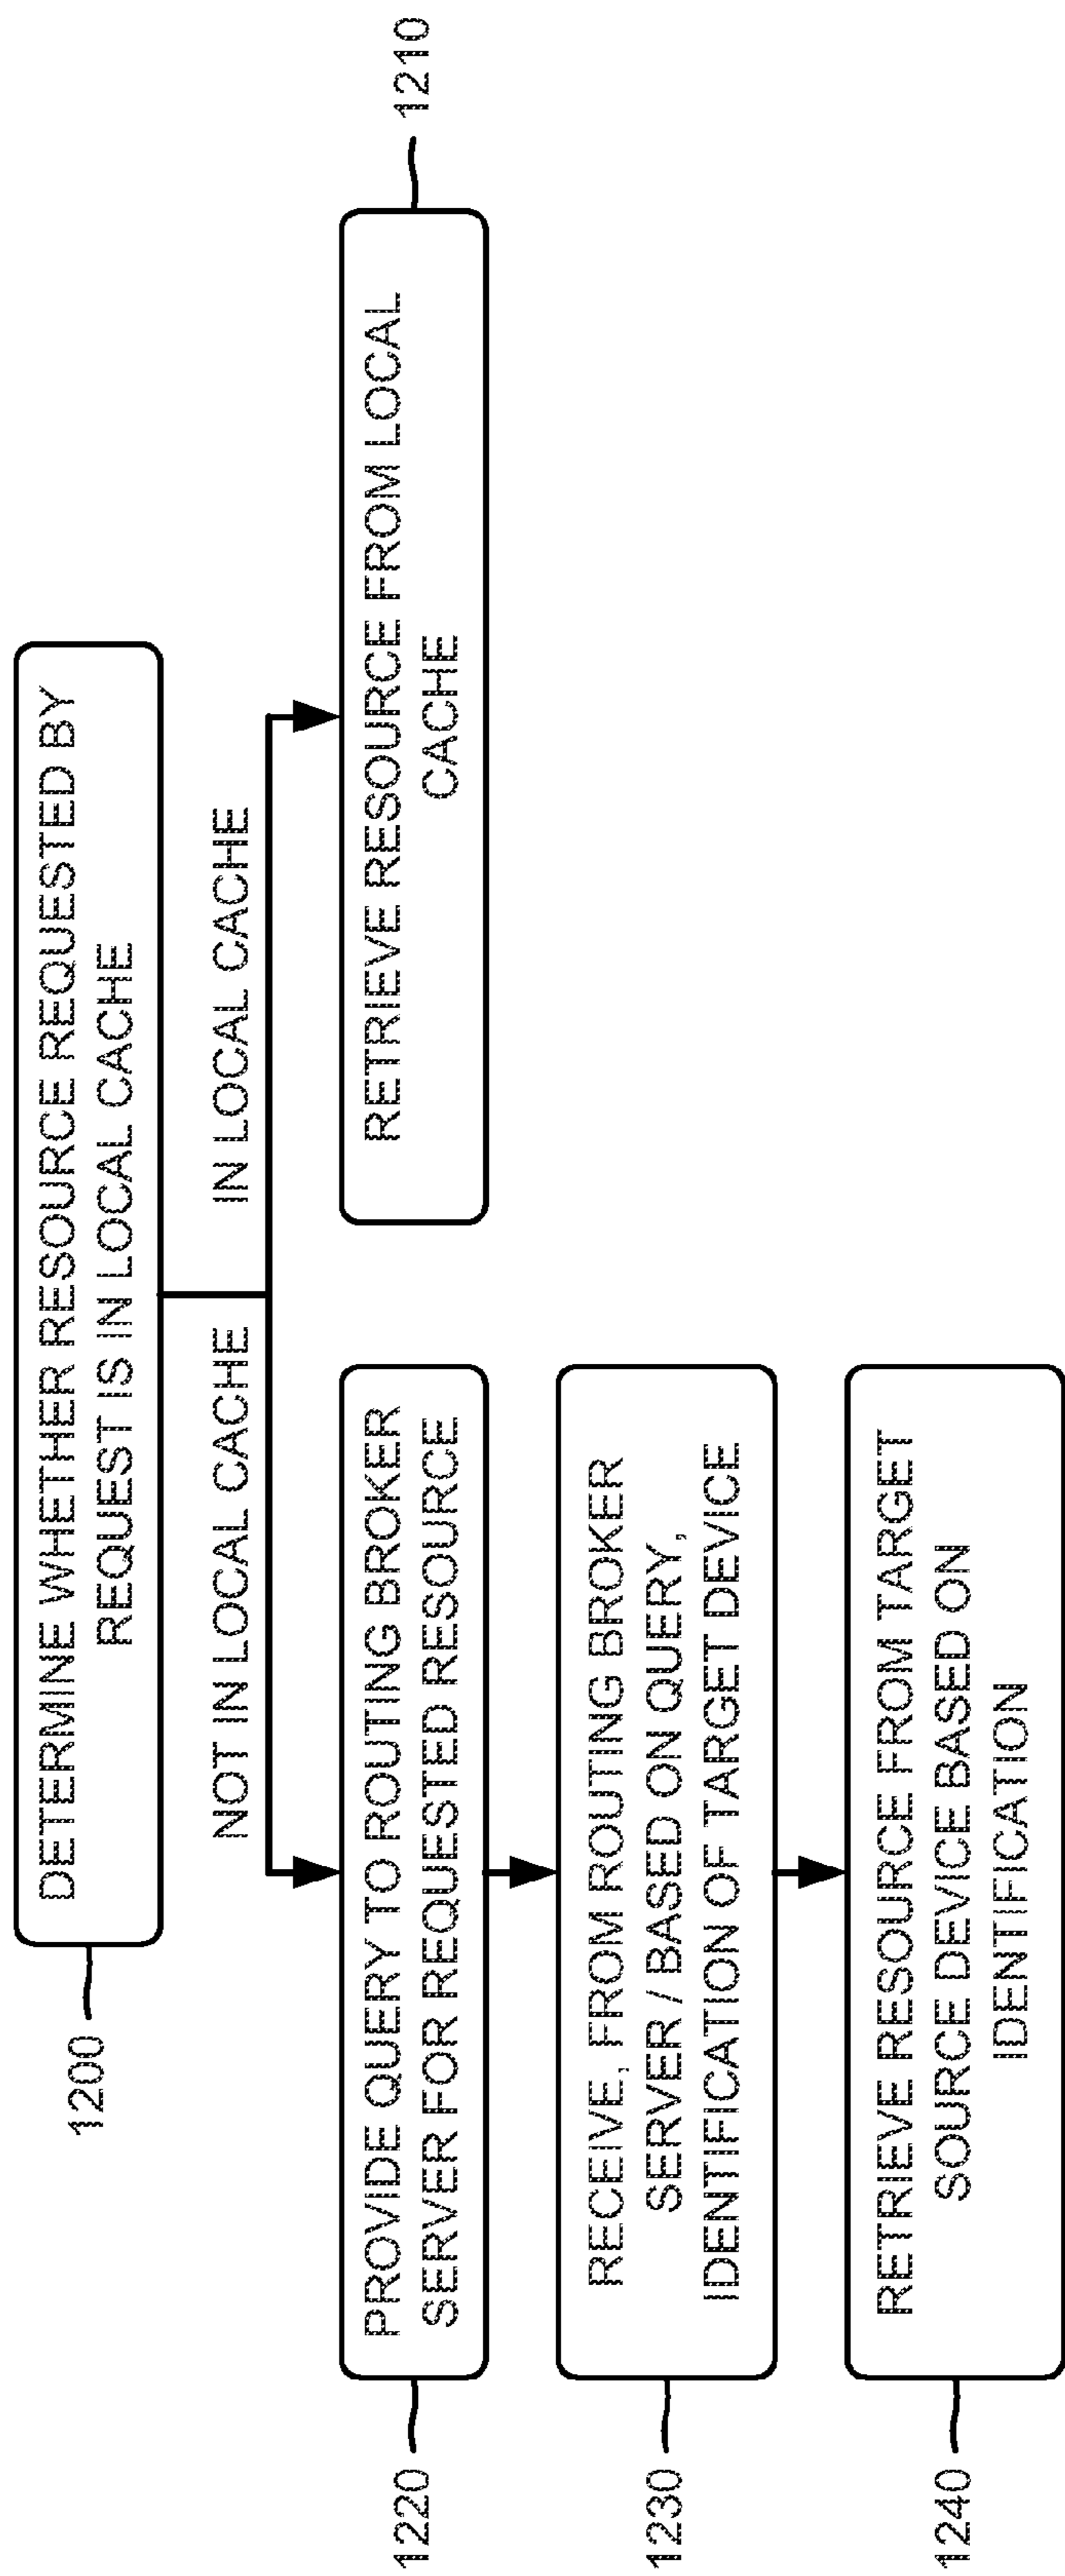 1200
DETERMINE WHETHER RESOURCE REQUESTED BY
REQUEST IS IN LOCAL CACHE
NOT IN LOCAL CACHE
IN LOCAL CACHE
1220
PROVIDE QUERY TO ROUTING BROKER
SERVER FOR REQUESTED RESOURCE
RETRIEVE RESOURCE FROM LOCAL
CACHE
1210
1230
RECEIVE, FROM ROUTING BROKER
SERVER / BASED ON QUERY,
IDENTIFICATION OF TARGET DEVICE
1240
RETRIEVE RESOURCE FROM TARGET
SOURCE DEVICE BASED ON
IDENTIFICATION